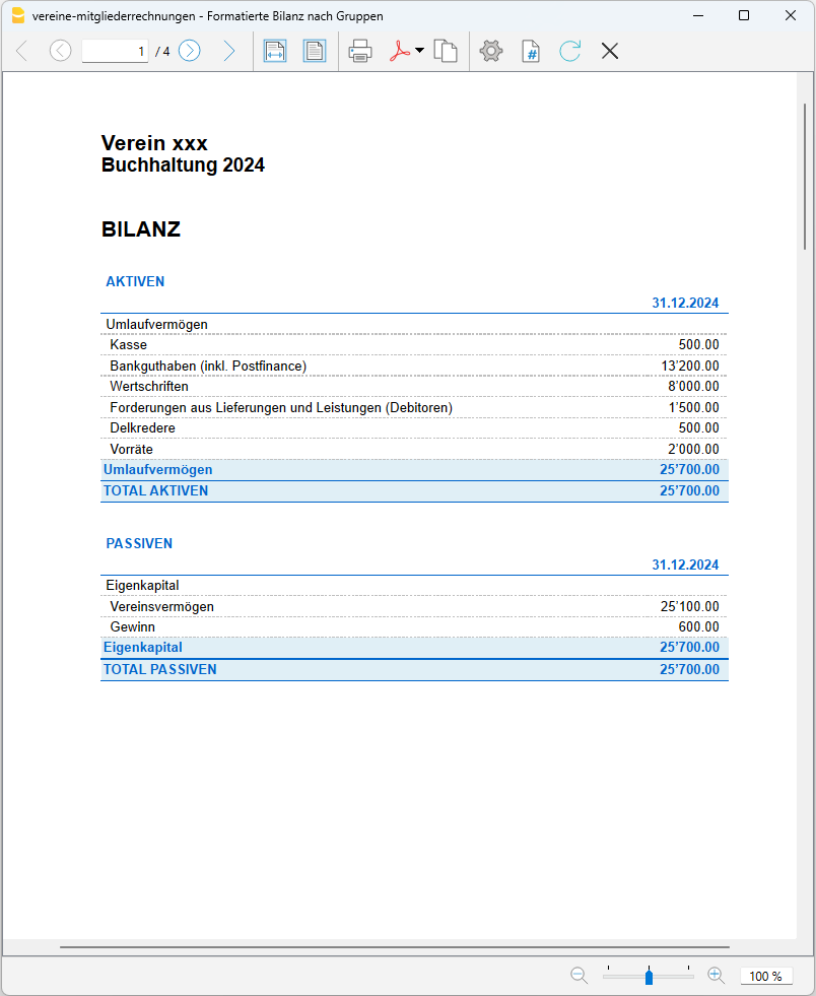 vereine-mitgliederrechnungen - Formatierte Bilanz nach Gruppen
1 / 4
#
Verein xxx
Buchhaltung 2024
BILANZ
AKTIVEN
31.12.2024
Umlaufvermögen
Kasse 500.00
Bankguthaben (inkl. Postfinance) 13'200.00
Wertschriften 8'000.00
Forderungen aus Lieferungen und Leistungen (Debitoren) 1'500.00
Delkredere 500.00
Vorräte 2'000.00
Umlaufvermögen 25'700.00
TOTAL AKTIVEN 25'700.00
PASSIVEN
31.12.2024
Eigenkapital
Vereinsvermögen 25'100.00
Gewinn 600.00
Eigenkapital 25'700.00
TOTAL PASSIVEN 25'700.00
100 %